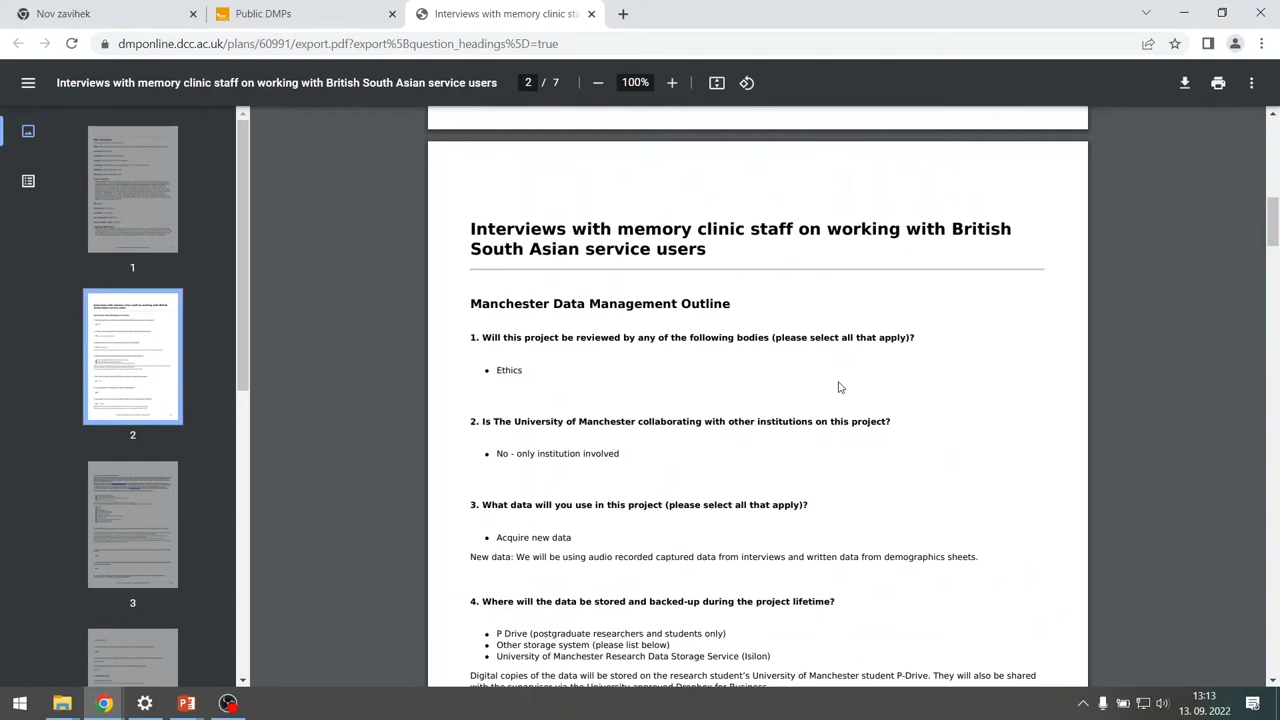 Nov zavihek
Public DMPs
Interviews with memory clinic sta
dmponline.dcc.ac.uk/plans/60991/export.pdf?export%5Bquestion_headings%5D=true
Interviews with memory clinic staff on working with British South Asian service users
2 / 7
100%
1
2
3
Interviews with memory clinic staff on working with British
South Asian service users
Manchester Data Management Outline
1. Will this project be reviewed by any of the following bodies (please select all that apply)?
• Ethics
2. Is The University of Manchester collaborating with other institutions on this project?
• No - only institution involved
3. What data will you use in this project (please select all that apply)?
• Acquire new data
New data: We will be using audio recorded captured data from interviews and written data from demographics sheets.
4. Where will the data be stored and backed-up during the project lifetime?
• P Drive (postgraduate researchers and students only)
• Other storage system (please list below)
• University of Manchester Research Data Storage Service (Isilon)
Digital copies of the data will be stored on the research student's University of Manchester student P-Drive. They will also be shared
13:13
13. 09. 2022